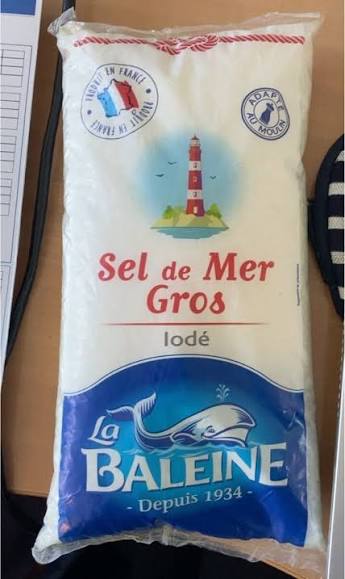 PRODUIT EN FRANCE
PRODUIT EN FRANCE
ADAPTÉ
AU MOULIN
Sel de Mer
Gros
Iodé
La
BALEINE
- Depuis 1934 -